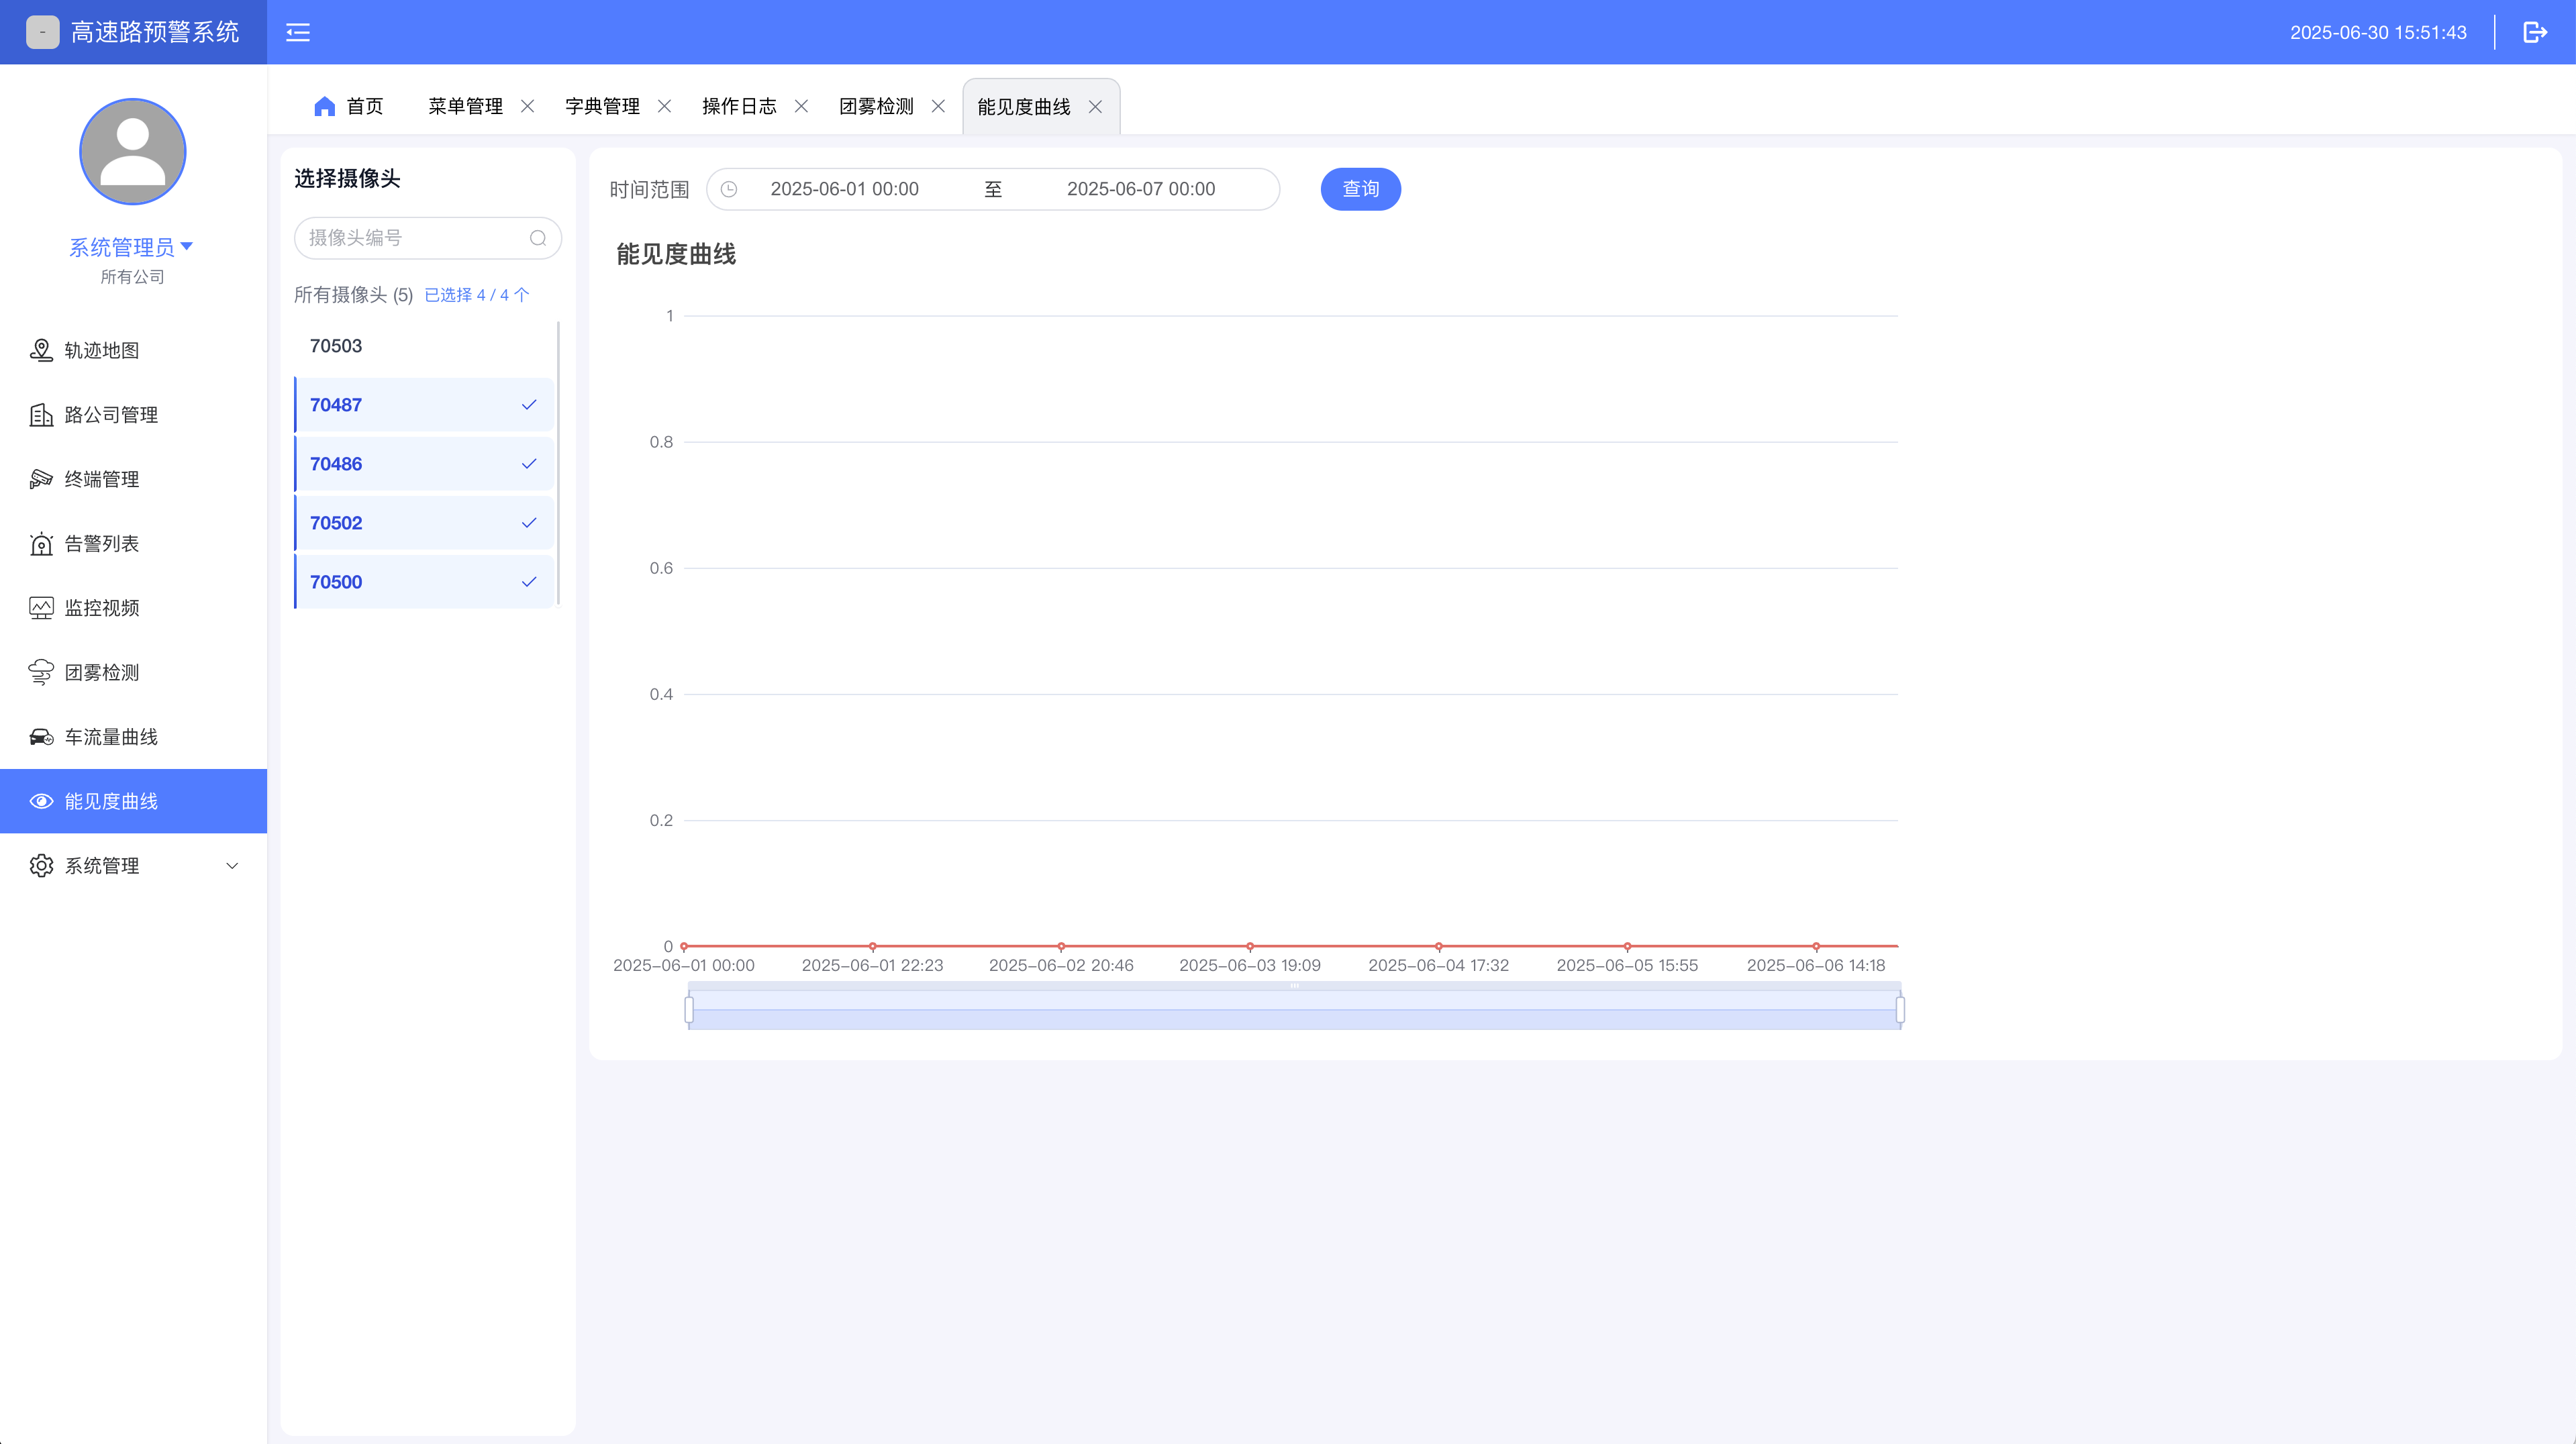 高速路预警系统
2025-06-30 15:51:43
首页
菜单管理
字典管理
操作日志
团雾检测
能见度曲线
系统管理员
所有公司
轨迹地图
路公司管理
终端管理
告警列表
监控视频
团雾检测
车流量曲线
能见度曲线
系统管理
选择摄像头
摄像头编号
所有摄像头 (5) 已选择 4 / 4 个
70503
70487
70486
70502
70500
时间范围 2025-06-01 00:00 至 2025-06-07 00:00 查询
能见度曲线
1
0.8
0.6
0.4
0.2
0
2025-06-01 00:00 2025-06-01 22:23 2025-06-02 20:46 2025-06-03 19:09 2025-06-04 17:32 2025-06-05 15:55 2025-06-06 14:18